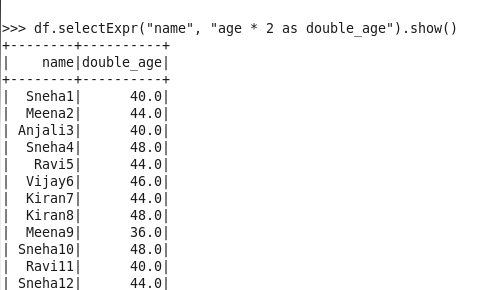 >>> df.selectExpr("name", "age * 2 as double_age").show()
+--------+----------+
|    name|double_age|
+--------+----------+
|  Sneha1|      40.0|
|  Meena2|      44.0|
| Anjali3|      40.0|
|  Sneha4|      48.0|
|   Ravi5|      44.0|
|  Vijay6|      46.0|
|  Kiran7|      44.0|
|  Kiran8|      48.0|
|  Meena9|      36.0|
| Sneha10|      48.0|
|  Ravi11|      40.0|
| Sneha12|      44.0|